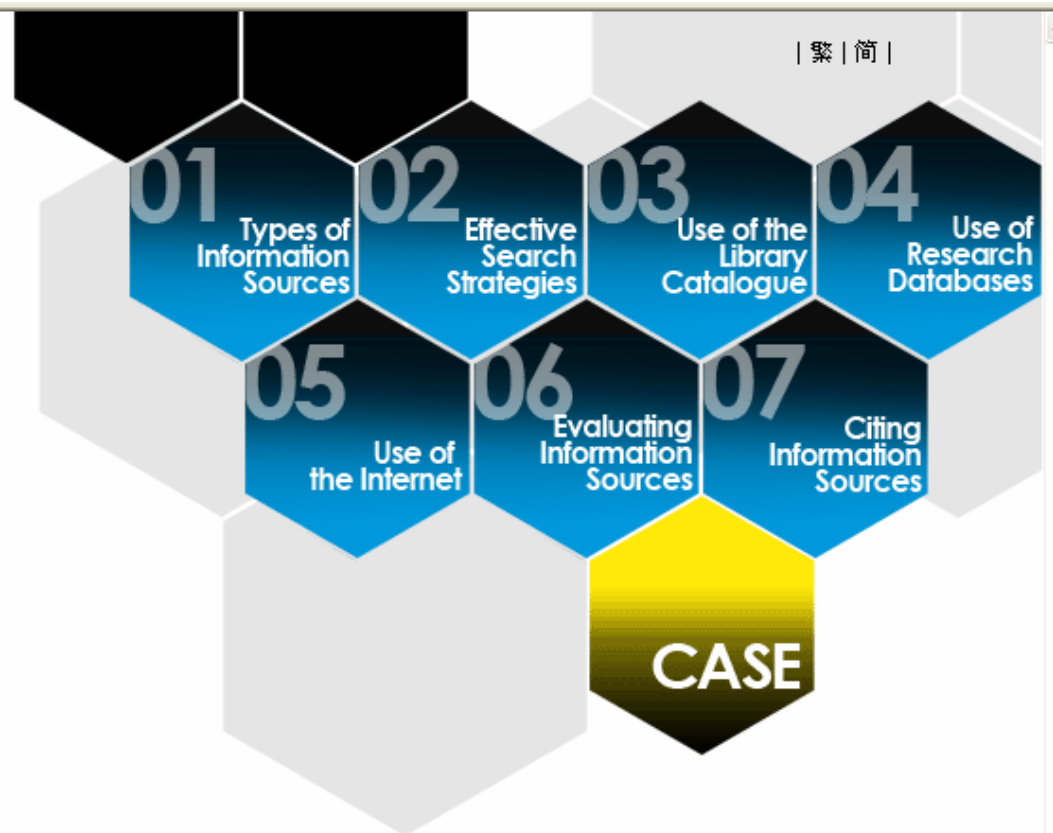 | 繁 | 简 |
01
Types of
Information
Sources
02
Effective
Search
Strategies
03
Use of the
Library
Catalogue
04
Use of
Research
Databases
05
Use of
the Internet
06
Evaluating
Information
Sources
07
Citing
Information
Sources
CASE